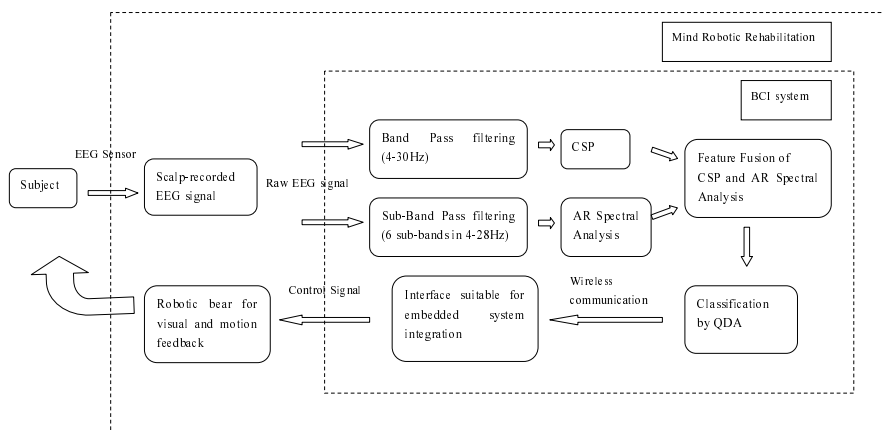 Mind Robotic Rehabilitation
BCI system
EEG Sensor
Subject
Scalp-recorded
EEG signal
Raw EEG signal
Band Pass filtering
(4-30Hz)
CSP
Sub-Band Pass filtering
(6 sub-bands in 4-28Hz)
AR Spectral
Analysis
Feature Fusion of
CSP and AR Spectral
Analysis
Classification
by QDA
Wireless
communication
Interface suitable for
embedded system
integration
Control Signal
Robotic bear for
visual and motion
feedback